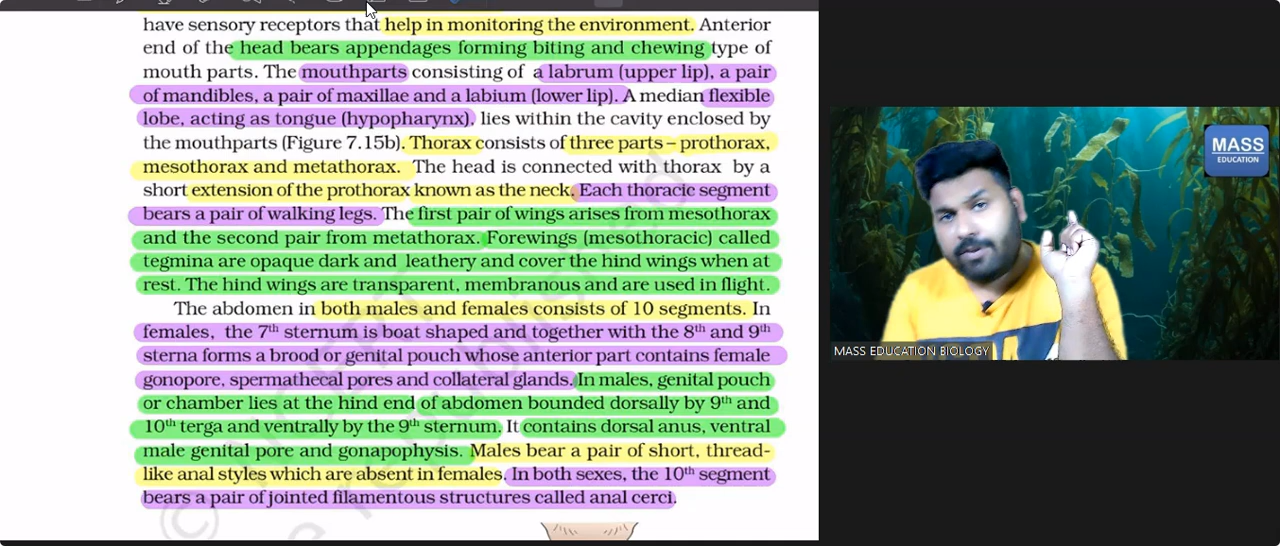 have sensory receptors that help in monitoring the environment. Anterior
end of the head bears appendages forming biting and chewing type of
mouth parts. The mouthparts consisting of a labrum (upper lip), a pair
of mandibles, a pair of maxillae and a labium (lower lip). A median flexible
lobe, acting as tongue (hypopharynx), lies within the cavity enclosed by
the mouthparts (Figure 7.15b). Thorax consists of three parts – prothorax,
mesothorax and metathorax. The head is connected with thorax by a
short extension of the prothorax known as the neck. Each thoracic segment
bears a pair of walking legs. The first pair of wings arises from mesothorax
and the second pair from metathorax. Forewings (mesothoracic) called
tegmina are opaque dark and leathery and cover the hind wings when at
rest. The hind wings are transparent, membranous and are used in flight.
The abdomen in both males and females consists of 10 segments. In
females, the 7th sternum is boat shaped and together with the 8th and 9th
sterna forms a brood or genital pouch whose anterior part contains female
gonopore, spermathecal pores and collateral glands. In males, genital pouch
or chamber lies at the hind end of abdomen bounded dorsally by 9th and
10th terga and ventrally by the 9th sternum. It contains dorsal anus, ventral
male genital pore and gonapophysis. Males bear a pair of short, thread-
like anal styles which are absent in females. In both sexes, the 10th segment
bears a pair of jointed filamentous structures called anal cerci.
MASS
EDUCATION
MASS EDUCATION BIOLOGY